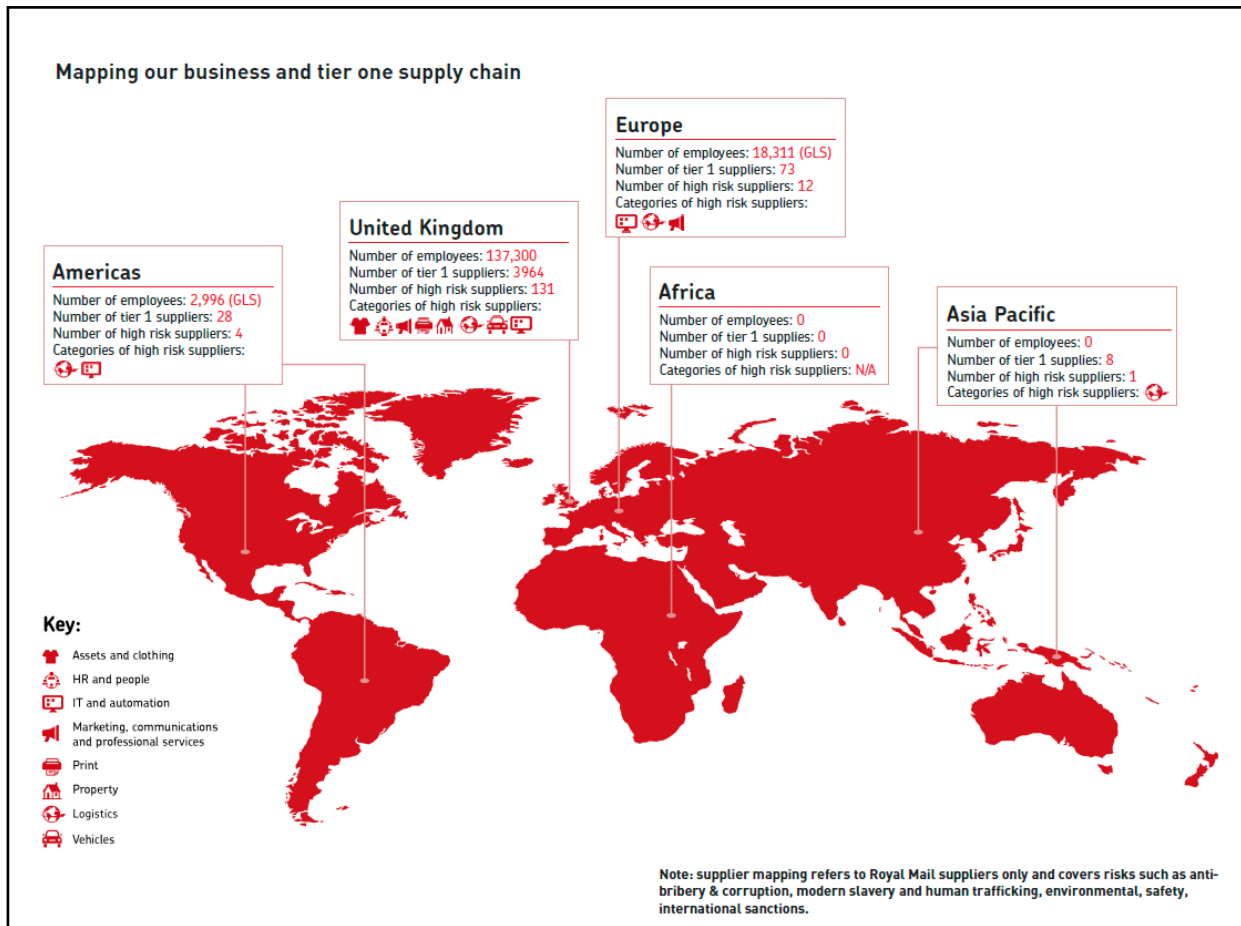 Mapping our business and tier one supply chain
Europe
Number of employees: 18,311 (GLS)
Number of tier 1 suppliers: 73
Number of high risk suppliers: 12
Categories of high risk suppliers:
United Kingdom
Number of employees: 137,300
Number of tier 1 suppliers: 3964
Number of high risk suppliers: 131
Categories of high risk suppliers:
Americas
Number of employees: 2,996 (GLS)
Number of tier 1 suppliers: 28
Number of high risk suppliers: 4
Categories of high risk suppliers:
Africa
Number of employees: 0
Number of tier 1 supplies: 0
Number of high risk suppliers: 0
Categories of high risk suppliers: N/A
Asia Pacific
Number of employees: 0
Number of tier 1 supplies: 8
Number of high risk suppliers: 1
Categories of high risk suppliers:
Key:
Assets and clothing
HR and people
IT and automation
Marketing, communications
and professional services
Print
Property
Logistics
Vehicles
Note: supplier mapping refers to Royal Mail suppliers only and covers risks such as anti-
bribery & corruption, modern slavery and human trafficking, environmental, safety,
international sanctions.